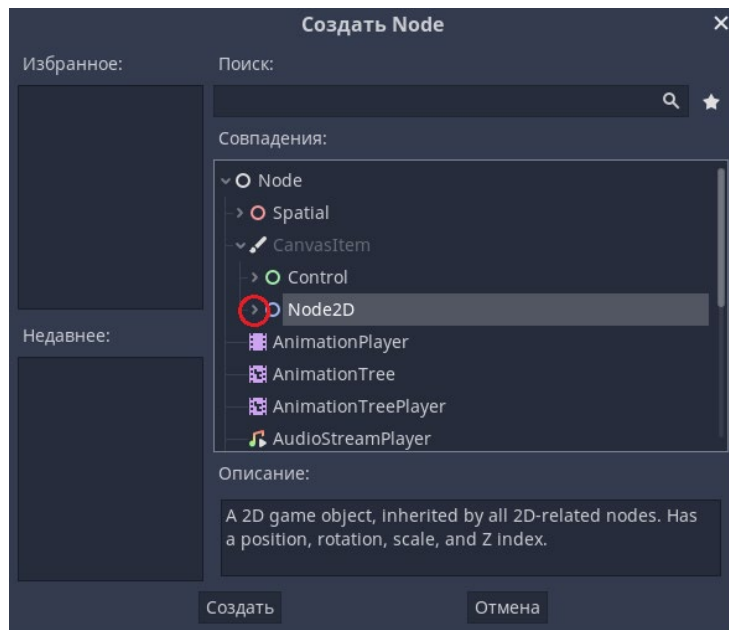 Создать Node
Избранное:
Поиск:
Совпадения:
Node
Spatial
CanvasItem
Control
Node2D
AnimationPlayer
AnimationTree
AnimationTreePlayer
AudioStreamPlayer
Недавнее:
Описание:
A 2D game object, inherited by all 2D-related nodes. Has
a position, rotation, scale, and Z index.
Создать
Отмена